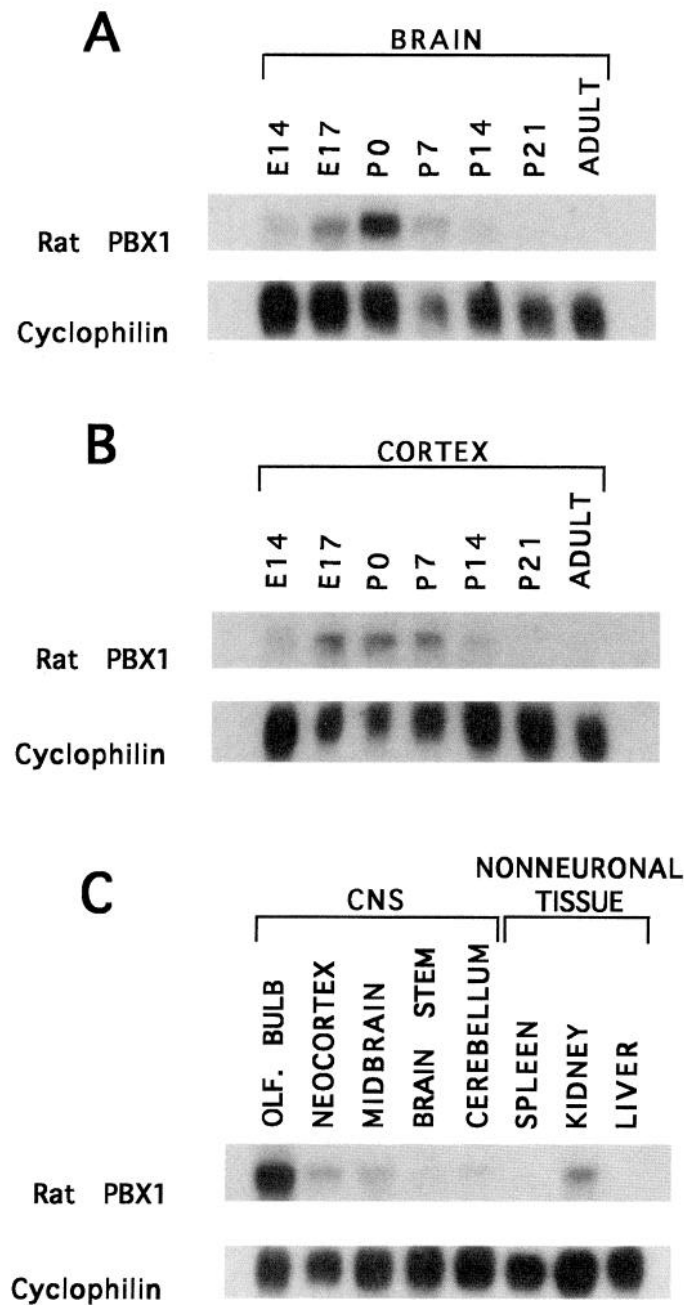 A
BRAIN
E14 E17 P0 P7 P14 P21 ADULT
Rat PBX1
Cyclophilin
B
CORTEX
E14 E17 P0 P7 P14 P21 ADULT
Rat PBX1
Cyclophilin
C
CNS
NONNEURONAL
TISSUE
OLF. BULB
NEOCORTEX
MIDBRAIN
BRAIN STEM
CEREBELLUM
SPLEEN
KIDNEY
LIVER
Rat PBX1
Cyclophilin